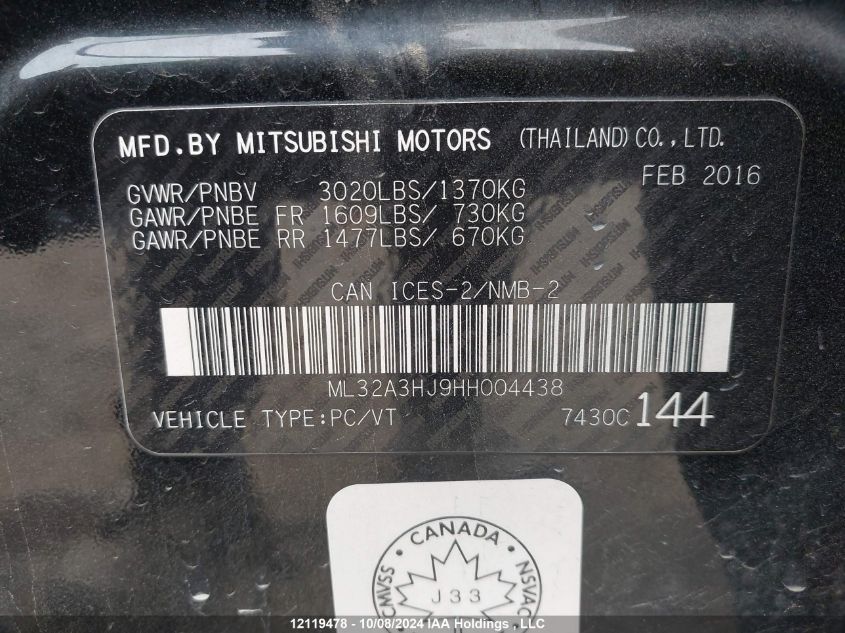 MFD.BY MITSUBISHI MOTORS (THAILAND)CO.,LTD.
FEB 2016
GVWR/PNBV 3020LBS/1370KG
GAWR/PNBE FR 1609LBS/ 730KG
GAWR/PNBE RR 1477LBS/ 670KG
CAN ICES-2/NMB-2
ML32A3HJ9HH004438
VEHICLE TYPE:PC/VT 7430C 144
CANADA
CMVSS J33 NSVAC
12119478 - 10/08/2024 IAA Holdings , LLC